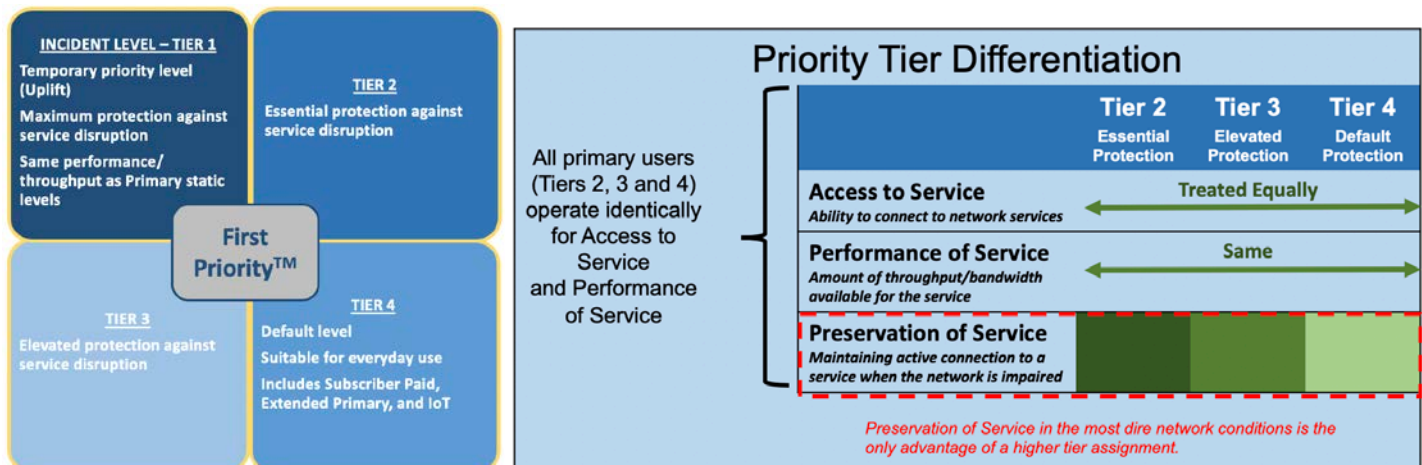 INCIDENT LEVEL – TIER 1
Temporary priority level
(Uplift)
Maximum protection against
service disruption
Same performance/
throughput as Primary static
levels
TIER 2
Essential protection against
service disruption
First
Priority™
TIER 3
Elevated protection against
service disruption
TIER 4
Default level
Suitable for everyday use
Includes Subscriber Paid,
Extended Primary, and IoT
Priority Tier Differentiation
All primary users
(Tiers 2, 3 and 4)
operate identically
for Access to
Service
and Performance
of Service
Tier 2
Essential
Protection
Tier 3
Elevated
Protection
Tier 4
Default
Protection
Access to Service
Ability to connect to network services
Treated Equally
Performance of Service
Amount of throughput/bandwidth
available for the service
Same
Preservation of Service
Maintaining active connection to a
service when the network is impaired
Preservation of Service in the most dire network conditions is the
only advantage of a higher tier assignment.